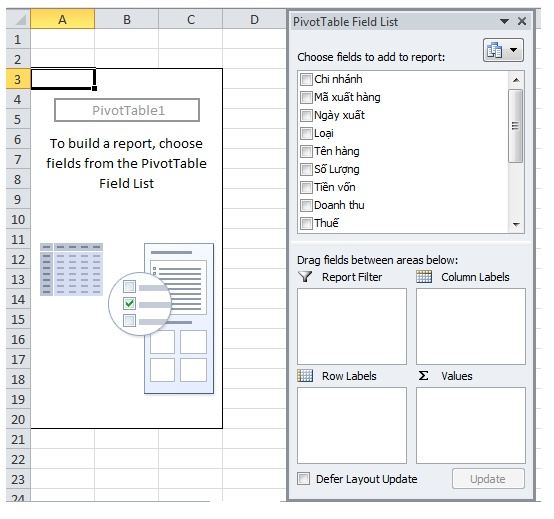 A B C D
PivotTable Field List
1
2
3
4
5
6
7
8
9
10
11
12
13
14
15
16
17
18
19
20
21
22
23
24
PivotTable1
To build a report, choose
fields from the PivotTable
Field List
Choose fields to add to report:
Chi nhánh
Mã xuất hàng
Ngày xuất
Loại
Tên hàng
Số Lượng
Tiền vốn
Doanh thu
Thuế
Drag fields between areas below:
Report Filter
Column Labels
Row Labels
Σ Values
Defer Layout Update
Update